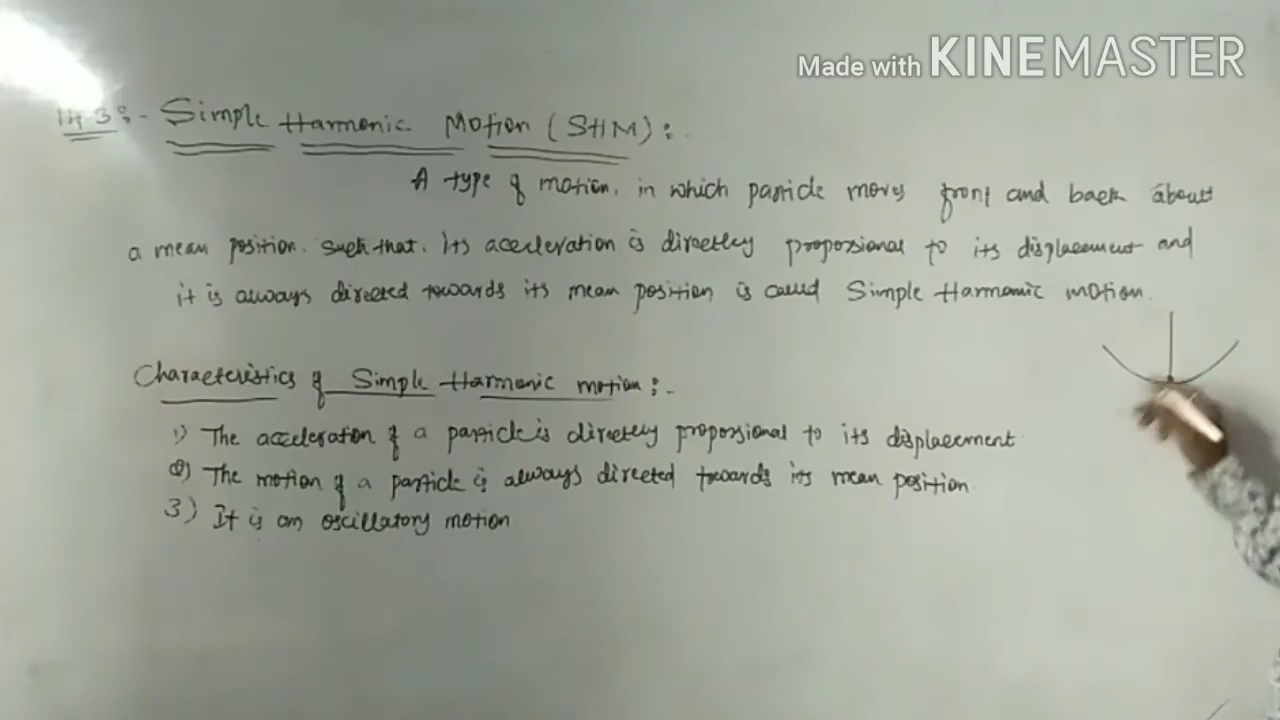 Made with KINEMASTER
14.3:- Simple Harmonic Motion (SHM):-
A type of motion, in which particle moves front and back about
a mean position. such that. its acceleration is directly proporsional to its displacement and
it is always directed towards its mean position is called Simple Harmonic motion.
Characteristics of Simple Harmonic motion:-
1) The acceleration of a particle is directly proporsional to its displacement
2) The motion of a particle is always directed towards its mean position
3) It is an oscillatory motion